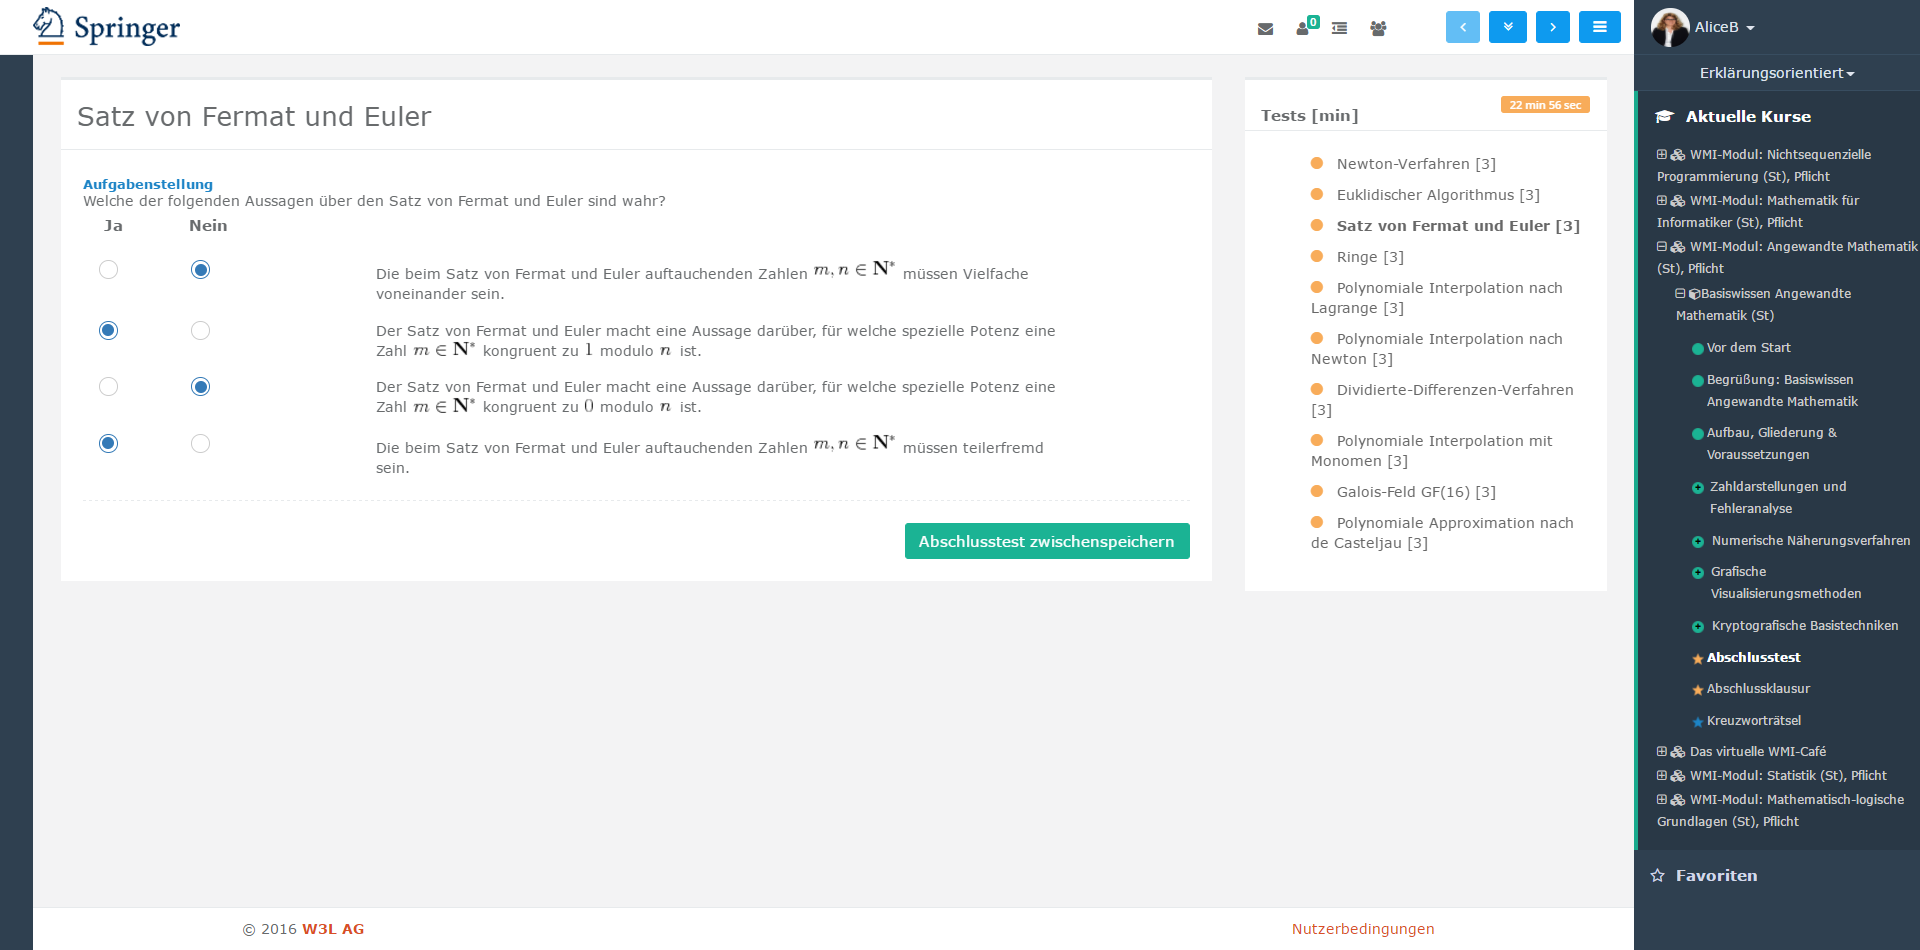 Springer
0
AliceB
Erklärungsorientiert
Satz von Fermat und Euler
Aufgabenstellung
Welche der folgenden Aussagen über den Satz von Fermat und Euler sind wahr?
Ja Nein
Die beim Satz von Fermat und Euler auftauchenden Zahlen m, n ∈ N* müssen Vielfache
voneinander sein.
Der Satz von Fermat und Euler macht eine Aussage darüber, für welche spezielle Potenz eine
Zahl m ∈ N* kongruent zu 1 modulo n ist.
Der Satz von Fermat und Euler macht eine Aussage darüber, für welche spezielle Potenz eine
Zahl m ∈ N* kongruent zu 0 modulo n ist.
Die beim Satz von Fermat und Euler auftauchenden Zahlen m, n ∈ N* müssen teilerfremd
sein.
Abschlusstest zwischenspeichern
22 min 56 sec
Tests [min]
Newton-Verfahren [3]
Euklidischer Algorithmus [3]
Satz von Fermat und Euler [3]
Ringe [3]
Polynomiale Interpolation nach
Lagrange [3]
Polynomiale Interpolation nach
Newton [3]
Dividierte-Differenzen-Verfahren
[3]
Polynomiale Interpolation mit
Monomen [3]
Galois-Feld GF(16) [3]
Polynomiale Approximation nach
de Casteljau [3]
Aktuelle Kurse
WMI-Modul: Nichtsequenzielle
Programmierung (St), Pflicht
WMI-Modul: Mathematik für
Informatiker (St), Pflicht
WMI-Modul: Angewandte Mathematik
(St), Pflicht
Basiswissen Angewandte
Mathematik (St)
Vor dem Start
Begrüßung: Basiswissen
Angewandte Mathematik
Aufbau, Gliederung &
Voraussetzungen
Zahldarstellungen und
Fehleranalyse
Numerische Näherungsverfahren
Grafische
Visualisierungsmethoden
Kryptografische Basistechniken
Abschlusstest
Abschlussklausur
Kreuzworträtsel
Das virtuelle WMI-Café
WMI-Modul: Statistik (St), Pflicht
WMI-Modul: Mathematisch-logische
Grundlagen (St), Pflicht
Favoriten
© 2016 W3L AG
Nutzerbedingungen